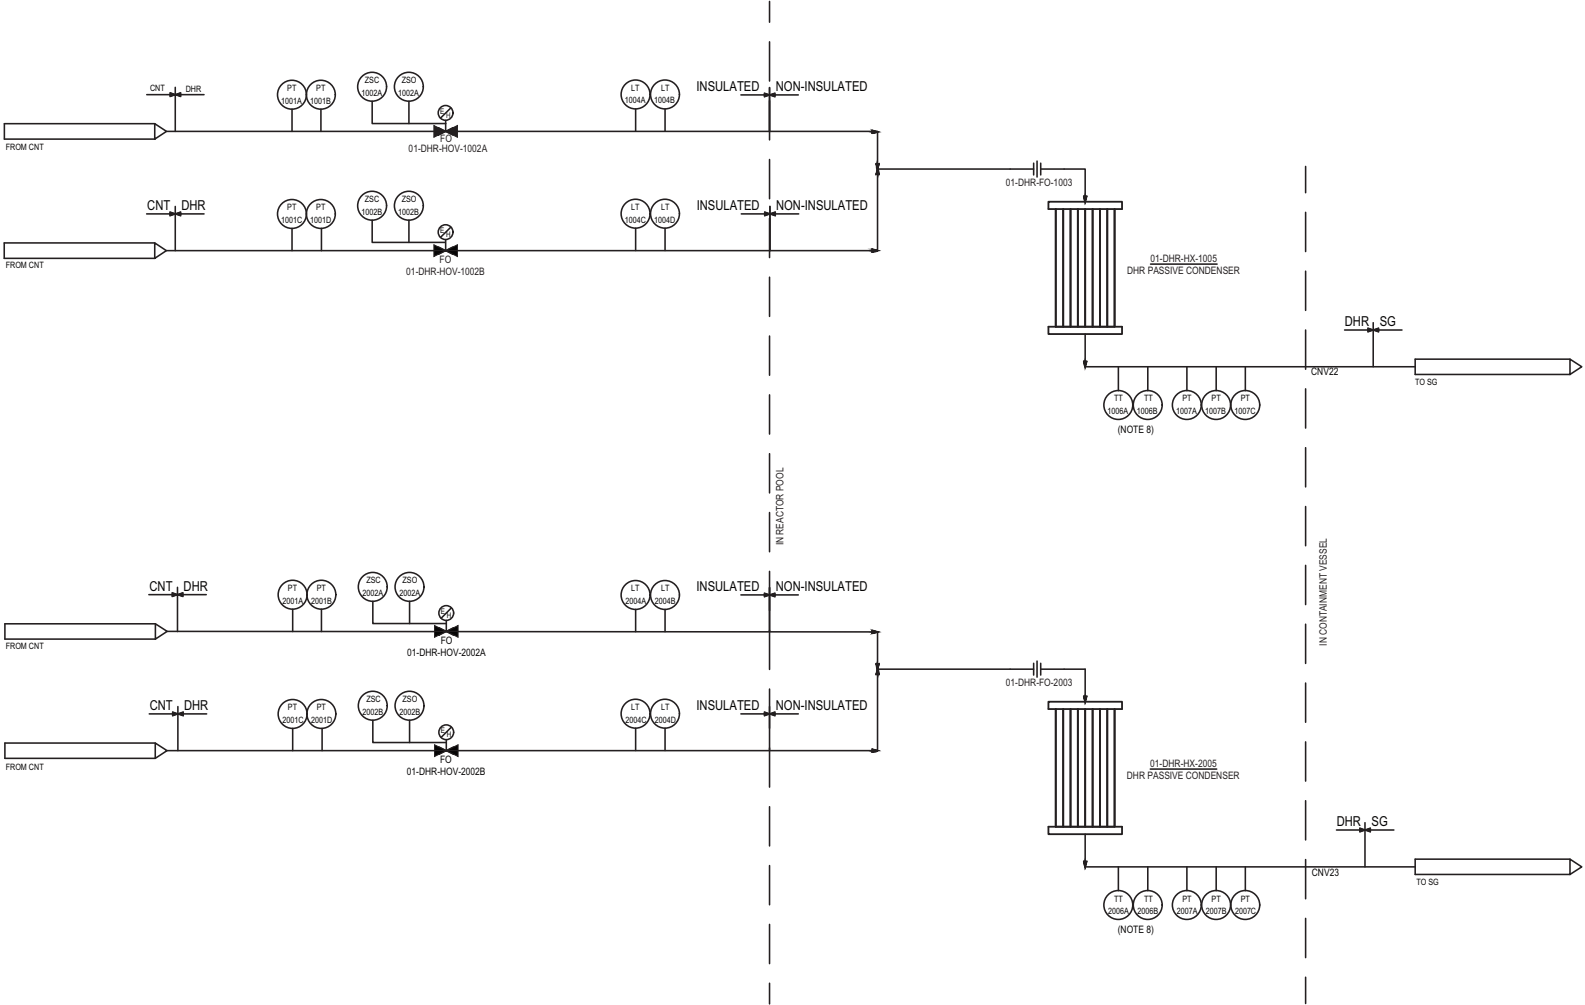 CNT DHR
PT 1001A
PT 1001B
ZSC 1002A
ZSO 1002A
E/H
FO
01-DHR-HOV-1002A
LT 1004A
LT 1004B
INSULATED NON-INSULATED
FROM CNT
CNT DHR
PT 1001C
PT 1001D
ZSC 1002B
ZSO 1002B
E/H
FO
01-DHR-HOV-1002B
LT 1004C
LT 1004D
INSULATED NON-INSULATED
FROM CNT
01-DHR-FO-1003
01-DHR-HX-1005
DHR PASSIVE CONDENSER
DHR SG
CNV22
TO SG
TT 1006A
TT 1006B
PT 1007A
PT 1007B
PT 1007C
(NOTE 8)
IN REACTOR POOL
IN CONTAINMENT VESSEL
CNT DHR
PT 2001A
PT 2001B
ZSC 2002A
ZSO 2002A
E/H
FO
01-DHR-HOV-2002A
LT 2004A
LT 2004B
INSULATED NON-INSULATED
FROM CNT
CNT DHR
PT 2001C
PT 2001D
ZSC 2002B
ZSO 2002B
E/H
FO
01-DHR-HOV-2002B
LT 2004C
LT 2004D
INSULATED NON-INSULATED
FROM CNT
01-DHR-FO-2003
01-DHR-HX-2005
DHR PASSIVE CONDENSER
DHR SG
CNV23
TO SG
TT 2006A
TT 2006B
PT 2007A
PT 2007B
PT 2007C
(NOTE 8)